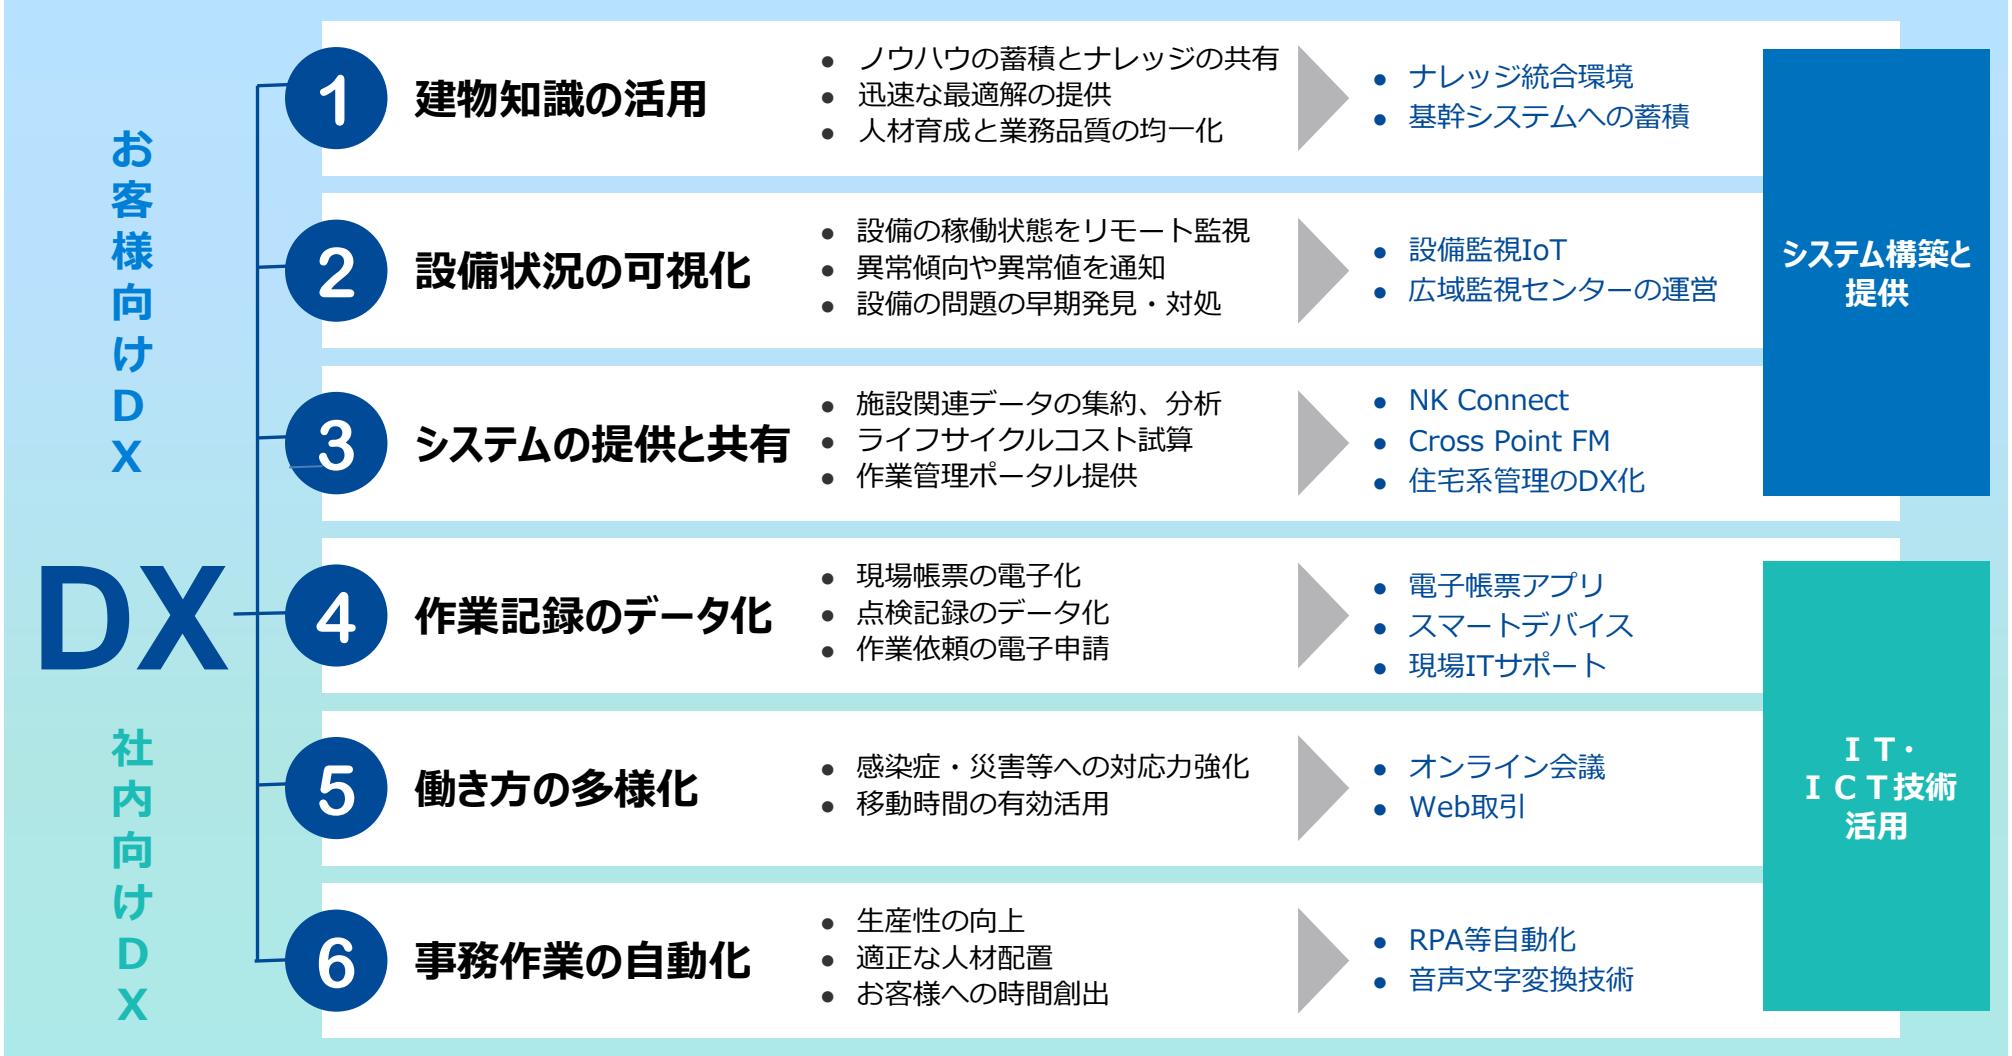 お客様向けDX
DX
社内向けDX
1
建物知識の活用
● ノウハウの蓄積とナレッジの共有
● 迅速な最適解の提供
● 人材育成と業務品質の均一化
● ナレッジ統合環境
● 基幹システムへの蓄積
2
設備状況の可視化
● 設備の稼働状態をリモート監視
● 異常傾向や異常値を通知
● 設備の問題の早期発見・対処
● 設備監視IoT
● 広域監視センターの運営
3
システムの提供と共有
● 施設関連データの集約、分析
● ライフサイクルコスト試算
● 作業管理ポータル提供
● NK Connect
● Cross Point FM
● 住宅系管理のDX化
システム構築と
提供
4
作業記録のデータ化
● 現場帳票の電子化
● 点検記録のデータ化
● 作業依頼の電子申請
● 電子帳票アプリ
● スマートデバイス
● 現場ITサポート
5
働き方の多様化
● 感染症・災害等への対応力強化
● 移動時間の有効活用
● オンライン会議
● Web取引
6
事務作業の自動化
● 生産性の向上
● 適正な人材配置
● お客様への時間創出
● RPA等自動化
● 音声文字変換技術
ＩＴ・
ＩＣＴ技術
活用